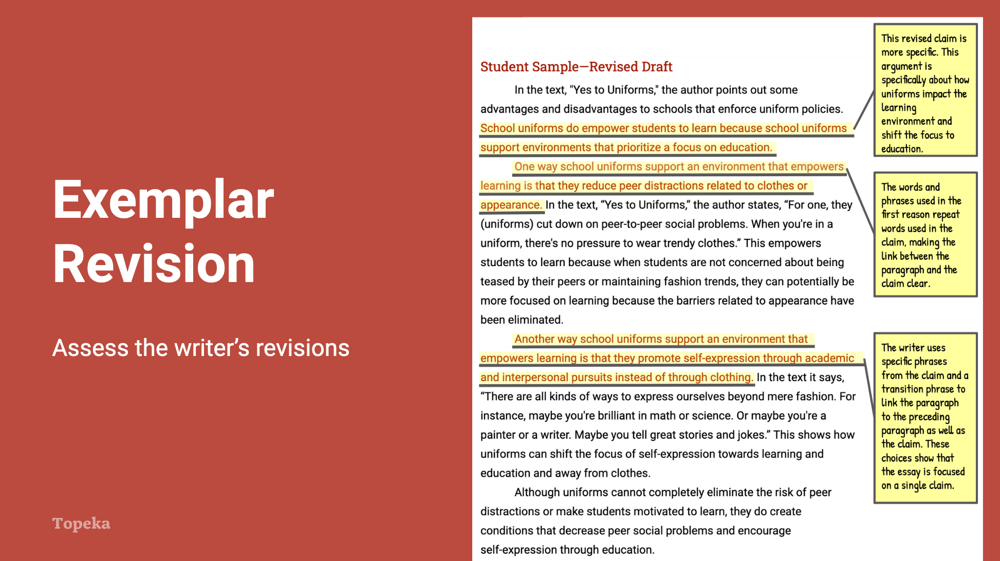 Exemplar
Revision
Assess the writer’s revisions
Topeka
Student Sample—Revised Draft
In the text, "Yes to Uniforms," the author points out some
advantages and disadvantages to schools that enforce uniform policies.
School uniforms do empower students to learn because school uniforms
support environments that prioritize a focus on education.
One way school uniforms support an environment that empowers
learning is that they reduce peer distractions related to clothes or
appearance. In the text, “Yes to Uniforms,” the author states, “For one, they
(uniforms) cut down on peer-to-peer social problems. When you're in a
uniform, there's no pressure to wear trendy clothes.” This empowers
students to learn because when students are not concerned about being
teased by their peers or maintaining fashion trends, they can potentially be
more focused on learning because the barriers related to appearance have
been eliminated.
Another way school uniforms support an environment that
empowers learning is that they promote self-expression through academic
and interpersonal pursuits instead of through clothing. In the text it says,
“There are all kinds of ways to express ourselves beyond mere fashion. For
instance, maybe you're brilliant in math or science. Or maybe you're a
painter or a writer. Maybe you tell great stories and jokes.” This shows how
uniforms can shift the focus of self-expression towards learning and
education and away from clothes.
Although uniforms cannot completely eliminate the risk of peer
distractions or make students motivated to learn, they do create
conditions that decrease peer social problems and encourage
self-expression through education.
This revised claim is
more specific. This
argument is
specifically about how
uniforms impact the
learning
environment and
shift the focus to
education.
The words and
phrases used in the
first reason repeat
words used in the
claim, making the
link between the
paragraph and the
claim clear.
The writer uses
specific phrases
from the claim and a
transition phrase to
link the paragraph
to the preceding
paragraph as well as
the claim. These
choices show that
the essay is focused
on a single claim.